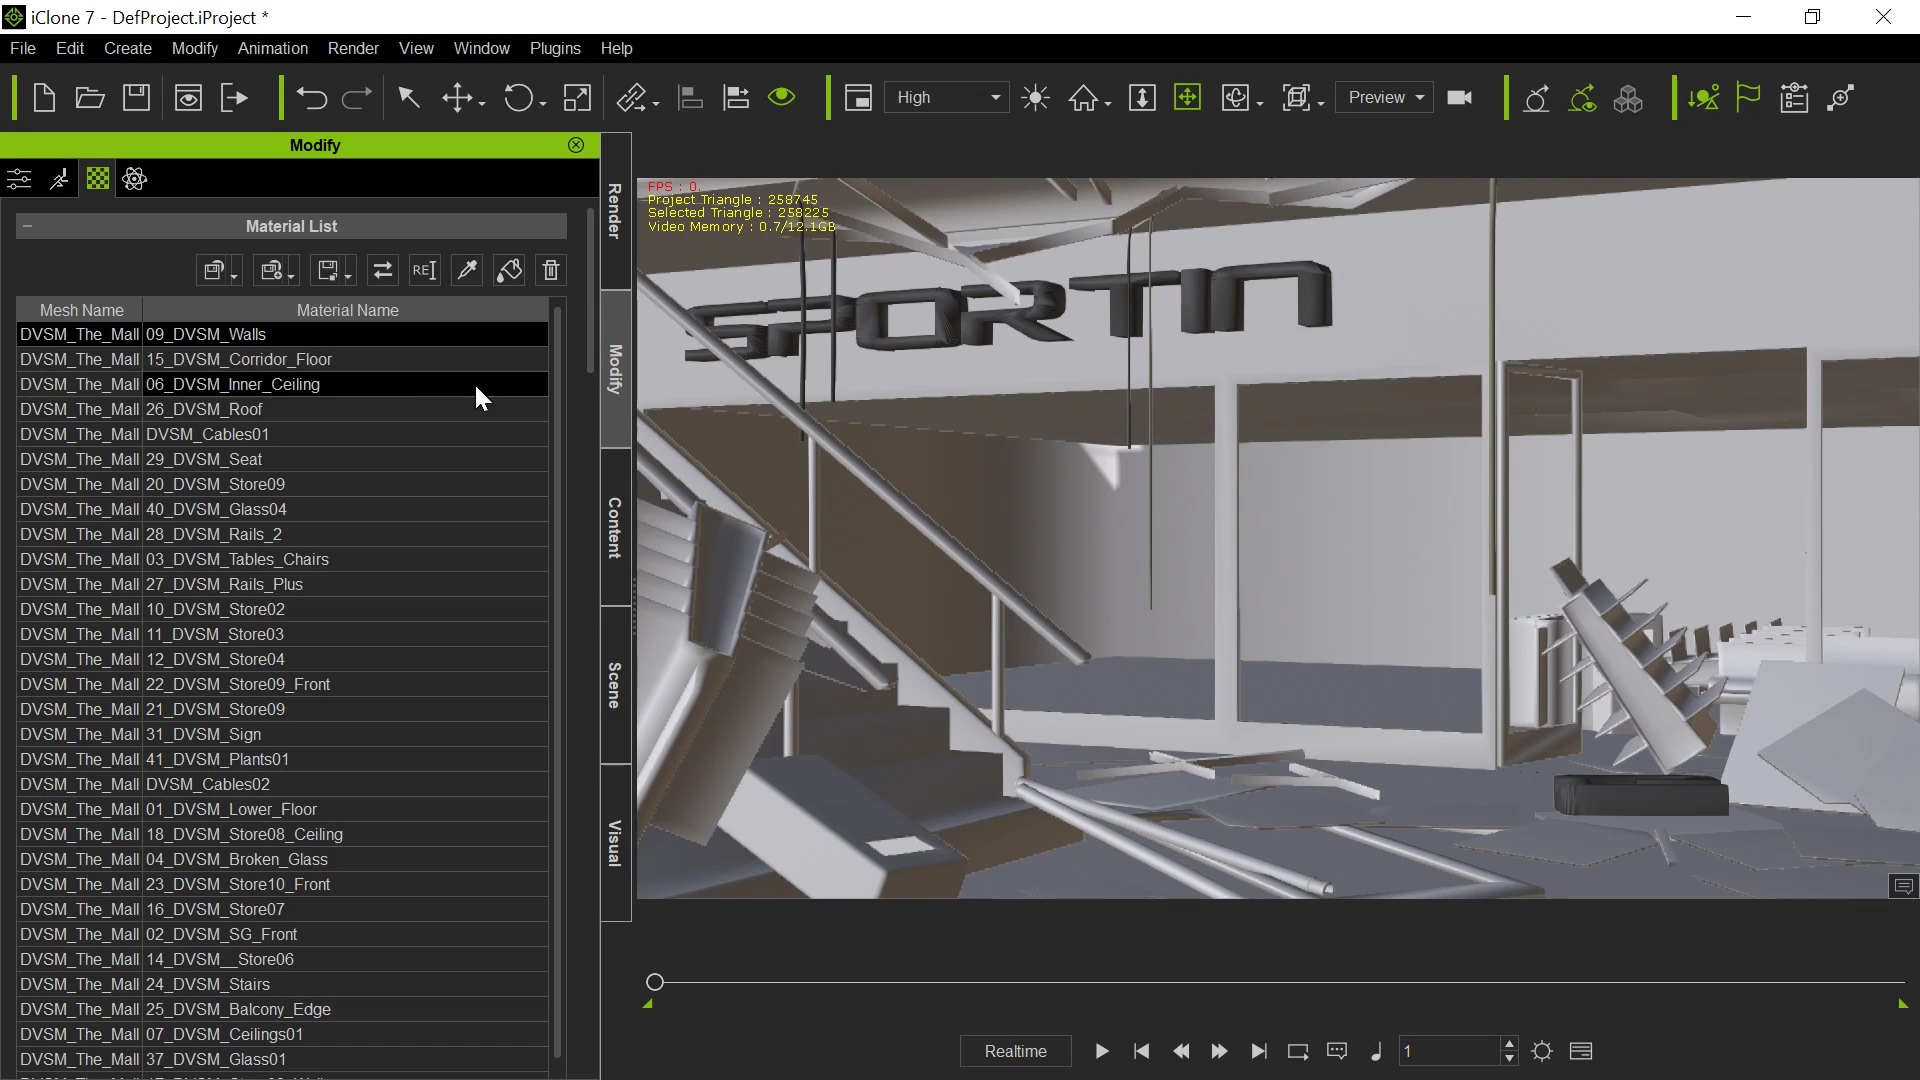 iClone 7 - DefProject.iProject *
File Edit Create Modify Animation Render View Window Plugins Help
High
Preview
Modify
Material List
REI
Mesh Name Material Name
DVSM_The_Mall 09_DVSM_Walls
DVSM_The_Mall 15_DVSM_Corridor_Floor
DVSM_The_Mall 06_DVSM_Inner_Ceiling
DVSM_The_Mall 26_DVSM_Roof
DVSM_The_Mall DVSM_Cables01
DVSM_The_Mall 29_DVSM_Seat
DVSM_The_Mall 20_DVSM_Store09
DVSM_The_Mall 40_DVSM_Glass04
DVSM_The_Mall 28_DVSM_Rails_2
DVSM_The_Mall 03_DVSM_Tables_Chairs
DVSM_The_Mall 27_DVSM_Rails_Plus
DVSM_The_Mall 10_DVSM_Store02
DVSM_The_Mall 11_DVSM_Store03
DVSM_The_Mall 12_DVSM_Store04
DVSM_The_Mall 22_DVSM_Store09_Front
DVSM_The_Mall 21_DVSM_Store09
DVSM_The_Mall 31_DVSM_Sign
DVSM_The_Mall 41_DVSM_Plants01
DVSM_The_Mall DVSM_Cables02
DVSM_The_Mall 01_DVSM_Lower_Floor
DVSM_The_Mall 18_DVSM_Store08_Ceiling
DVSM_The_Mall 04_DVSM_Broken_Glass
DVSM_The_Mall 23_DVSM_Store10_Front
DVSM_The_Mall 16_DVSM_Store07
DVSM_The_Mall 02_DVSM_SG_Front
DVSM_The_Mall 14_DVSM__Store06
DVSM_The_Mall 24_DVSM_Stairs
DVSM_The_Mall 25_DVSM_Balcony_Edge
DVSM_The_Mall 07_DVSM_Ceilings01
DVSM_The_Mall 37_DVSM_Glass01
Render
Modify
Content
Scene
Visual
FPS : 0.
Project Triangle : 258745
Selected Triangle : 258225
Video Memory : 0.7/12.1GB
SPORTIN
Realtime
1